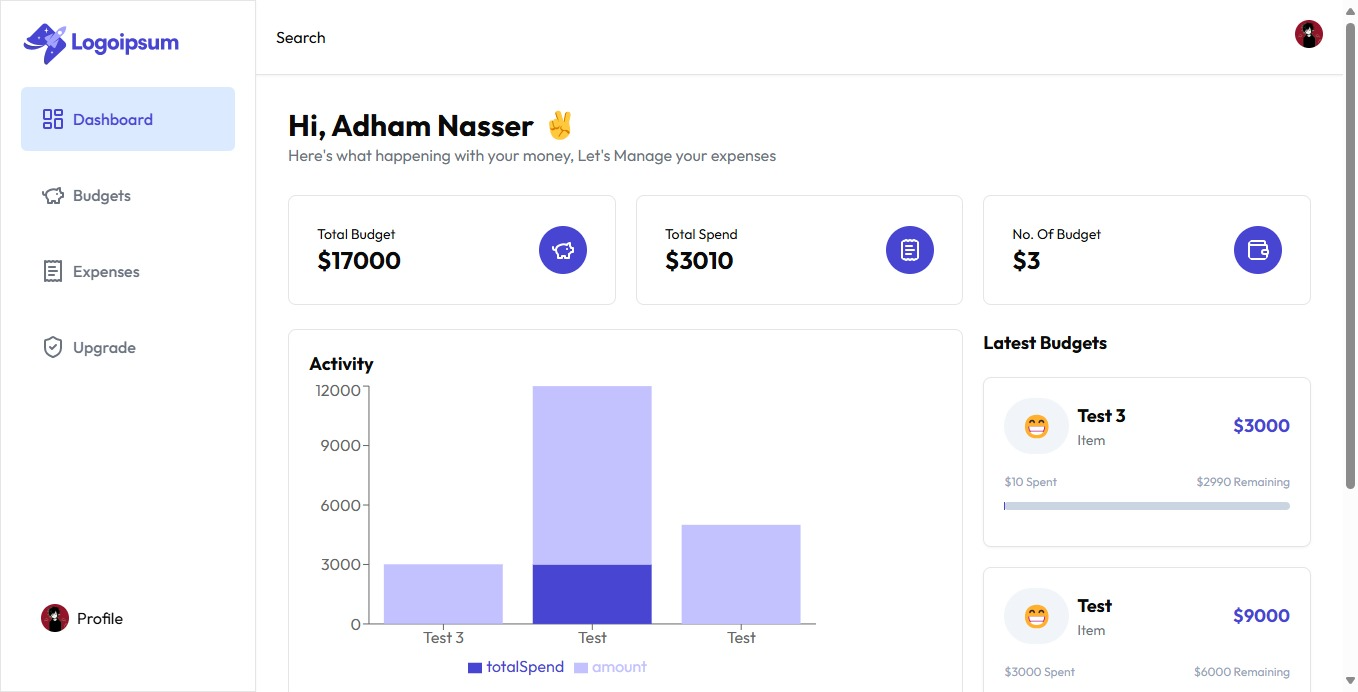 Logoipsum
Search
Dashboard
Budgets
Expenses
Upgrade
Profile
Hi, Adham Nasser ✌️
Here's what happening with your money, Let's Manage your expenses
Total Budget
$17000
Total Spend
$3010
No. Of Budget
$3
Activity
12000
9000
6000
3000
0
Test 3 Test Test
totalSpend amount
Latest Budgets
Test 3
Item
$3000
$10 Spent $2990 Remaining
Test
Item
$9000
$3000 Spent $6000 Remaining